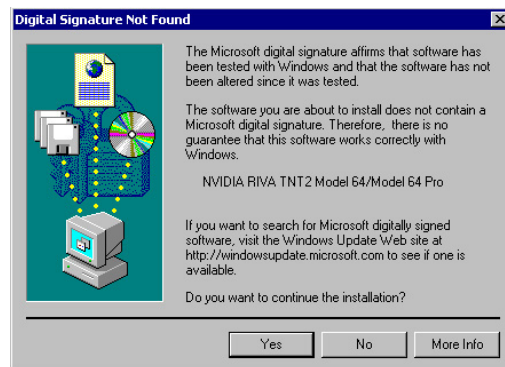 Digital Signature Not Found
The Microsoft digital signature affirms that software has
been tested with Windows and that the software has not
been altered since it was tested.
The software you are about to install does not contain a
Microsoft digital signature. Therefore, there is no
guarantee that this software works correctly with
Windows.
NVIDIA RIVA TNT2 Model 64/Model 64 Pro
If you want to search for Microsoft digitally signed
software, visit the Windows Update Web site at
http://windowsupdate.microsoft.com to see if one is
available.
Do you want to continue the installation?
Yes No More Info